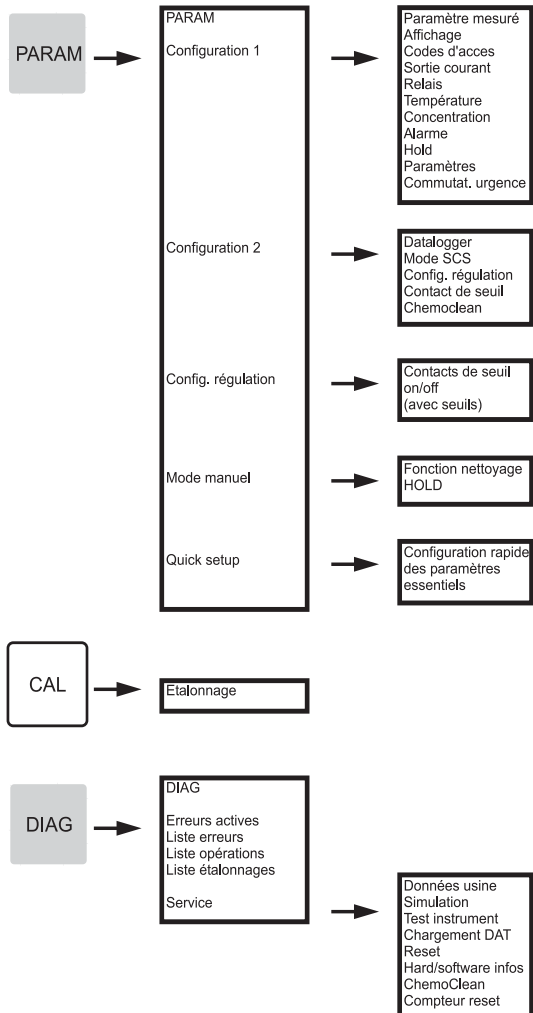 PARAM
PARAM
Configuration 1
Paramètre mesuré
Affichage
Codes d'acces
Sortie courant
Relais
Température
Concentration
Alarme
Hold
Paramètres
Commutat. urgence
Configuration 2
Datalogger
Mode SCS
Config. régulation
Contact de seuil
Chemoclean
Config. régulation
Contacts de seuil
on/off
(avec seuils)
Mode manuel
Fonction nettoyage
HOLD
Quick setup
Configuration rapide
des paramètres
essentiels
CAL
Etalonnage
DIAG
DIAG
Erreurs actives
Liste erreurs
Liste opérations
Liste étalonnages
Service
Données usine
Simulation
Test instrument
Chargement DAT
Reset
Hard/software infos
ChemoClean
Compteur reset